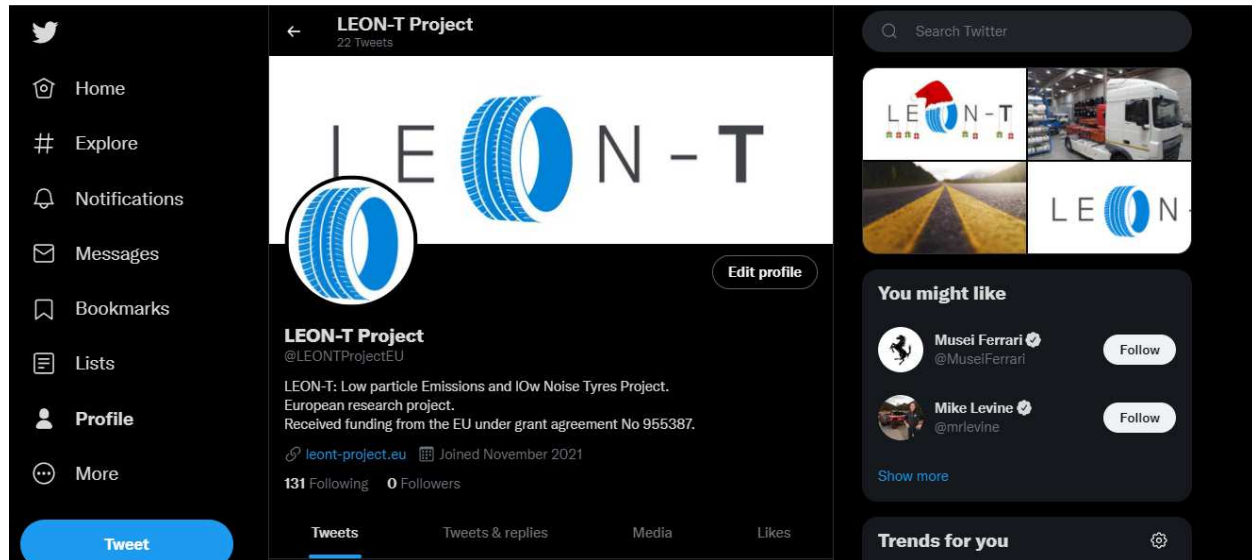 LEON-T Project
22 Tweets
Home
Explore
Notifications
Messages
Bookmarks
Lists
Profile
More
Tweet
LE N-T
Edit profile
LEON-T Project
@LEONTProjectEU
LEON-T: Low particle Emissions and lOw Noise Tyres Project.
European research project.
Received funding from the EU under grant agreement No 955387.
leont-project.eu Joined November 2021
131 Following 0 Followers
Tweets Tweets & replies Media Likes
Search Twitter
LE N-T
LE N-
You might like
Musei Ferrari
@MuseiFerrari
Follow
Mike Levine
@mrlevine
Follow
Show more
Trends for you